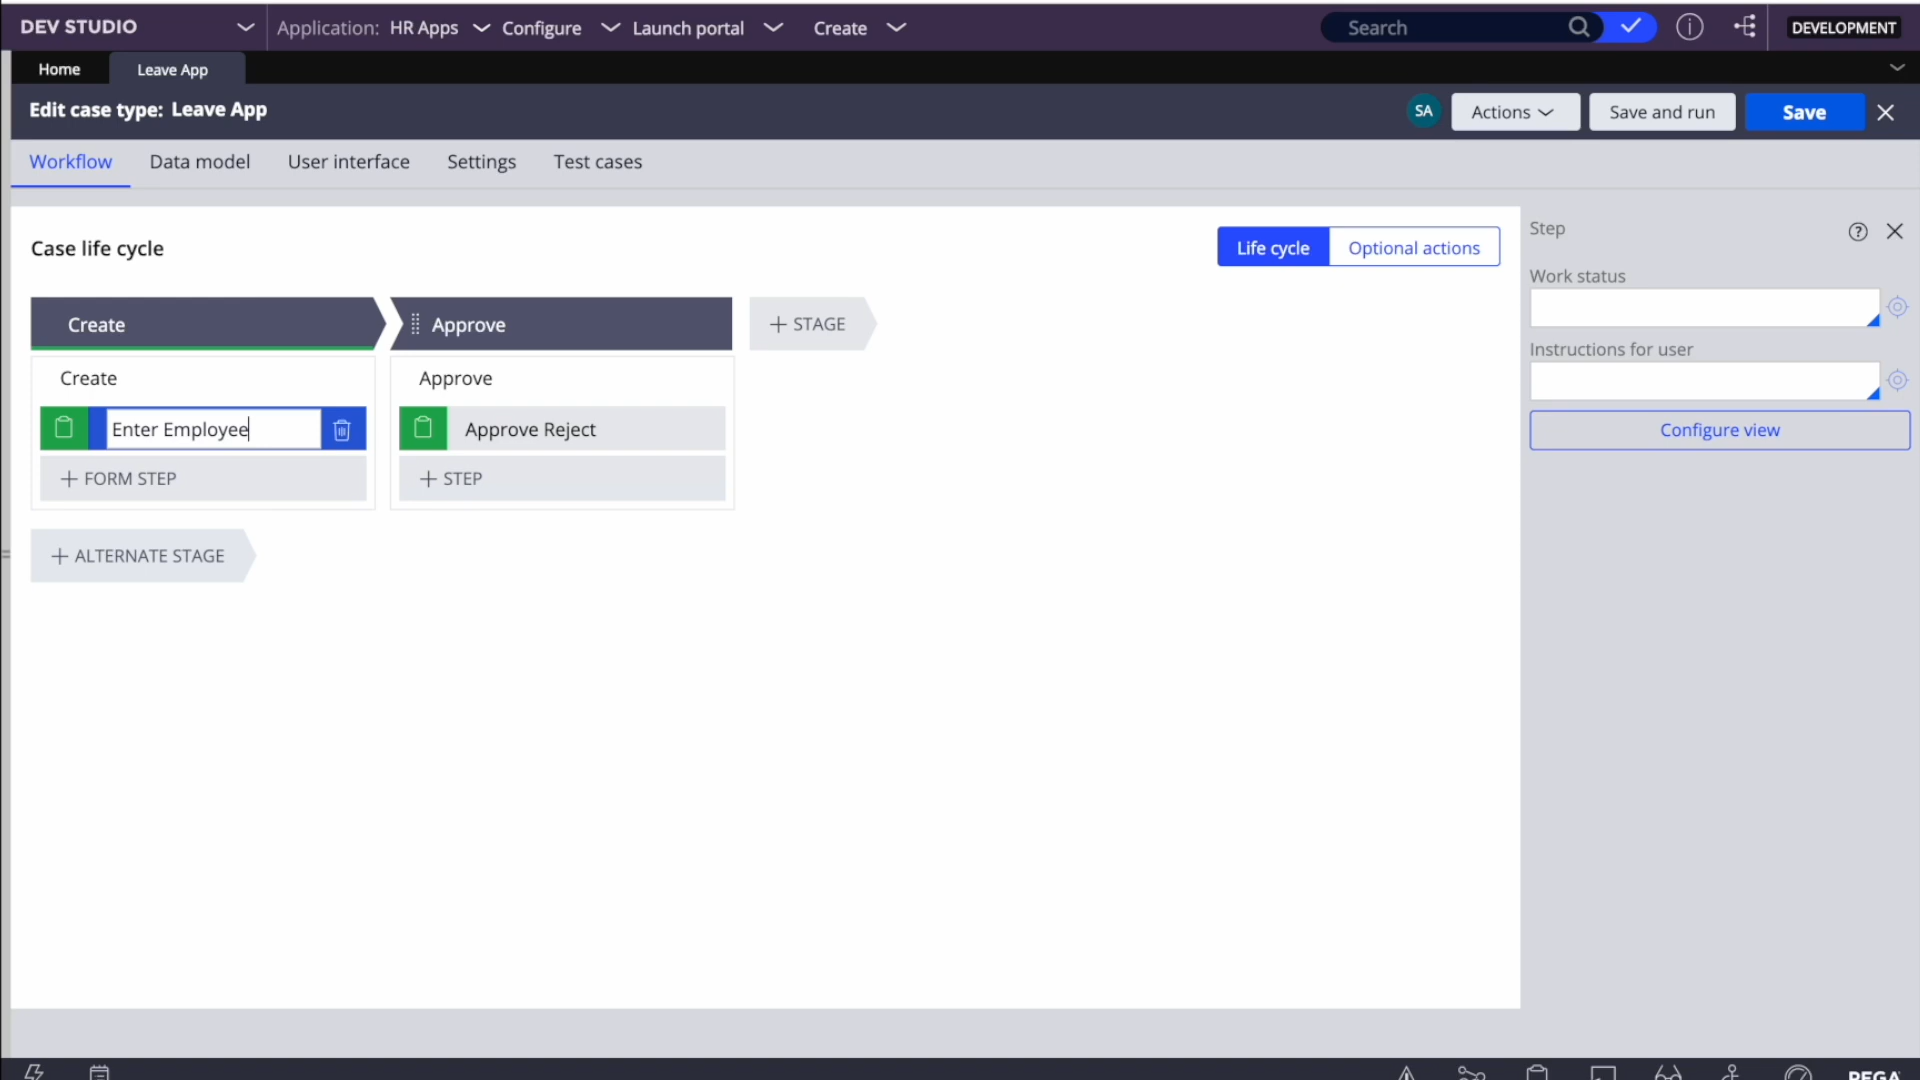 DEV STUDIO
Application: HR Apps
Configure
Launch portal
Create
Search
DEVELOPMENT
Home
Leave App
Edit case type: Leave App
SA
Actions
Save and run
Save
Workflow
Data model
User interface
Settings
Test cases
Case life cycle
Life cycle
Optional actions
Create
Approve
STAGE
Create
Enter Employee
FORM STEP
Approve
Approve Reject
STEP
ALTERNATE STAGE
Step
Work status
Instructions for user
Configure view
PEGA